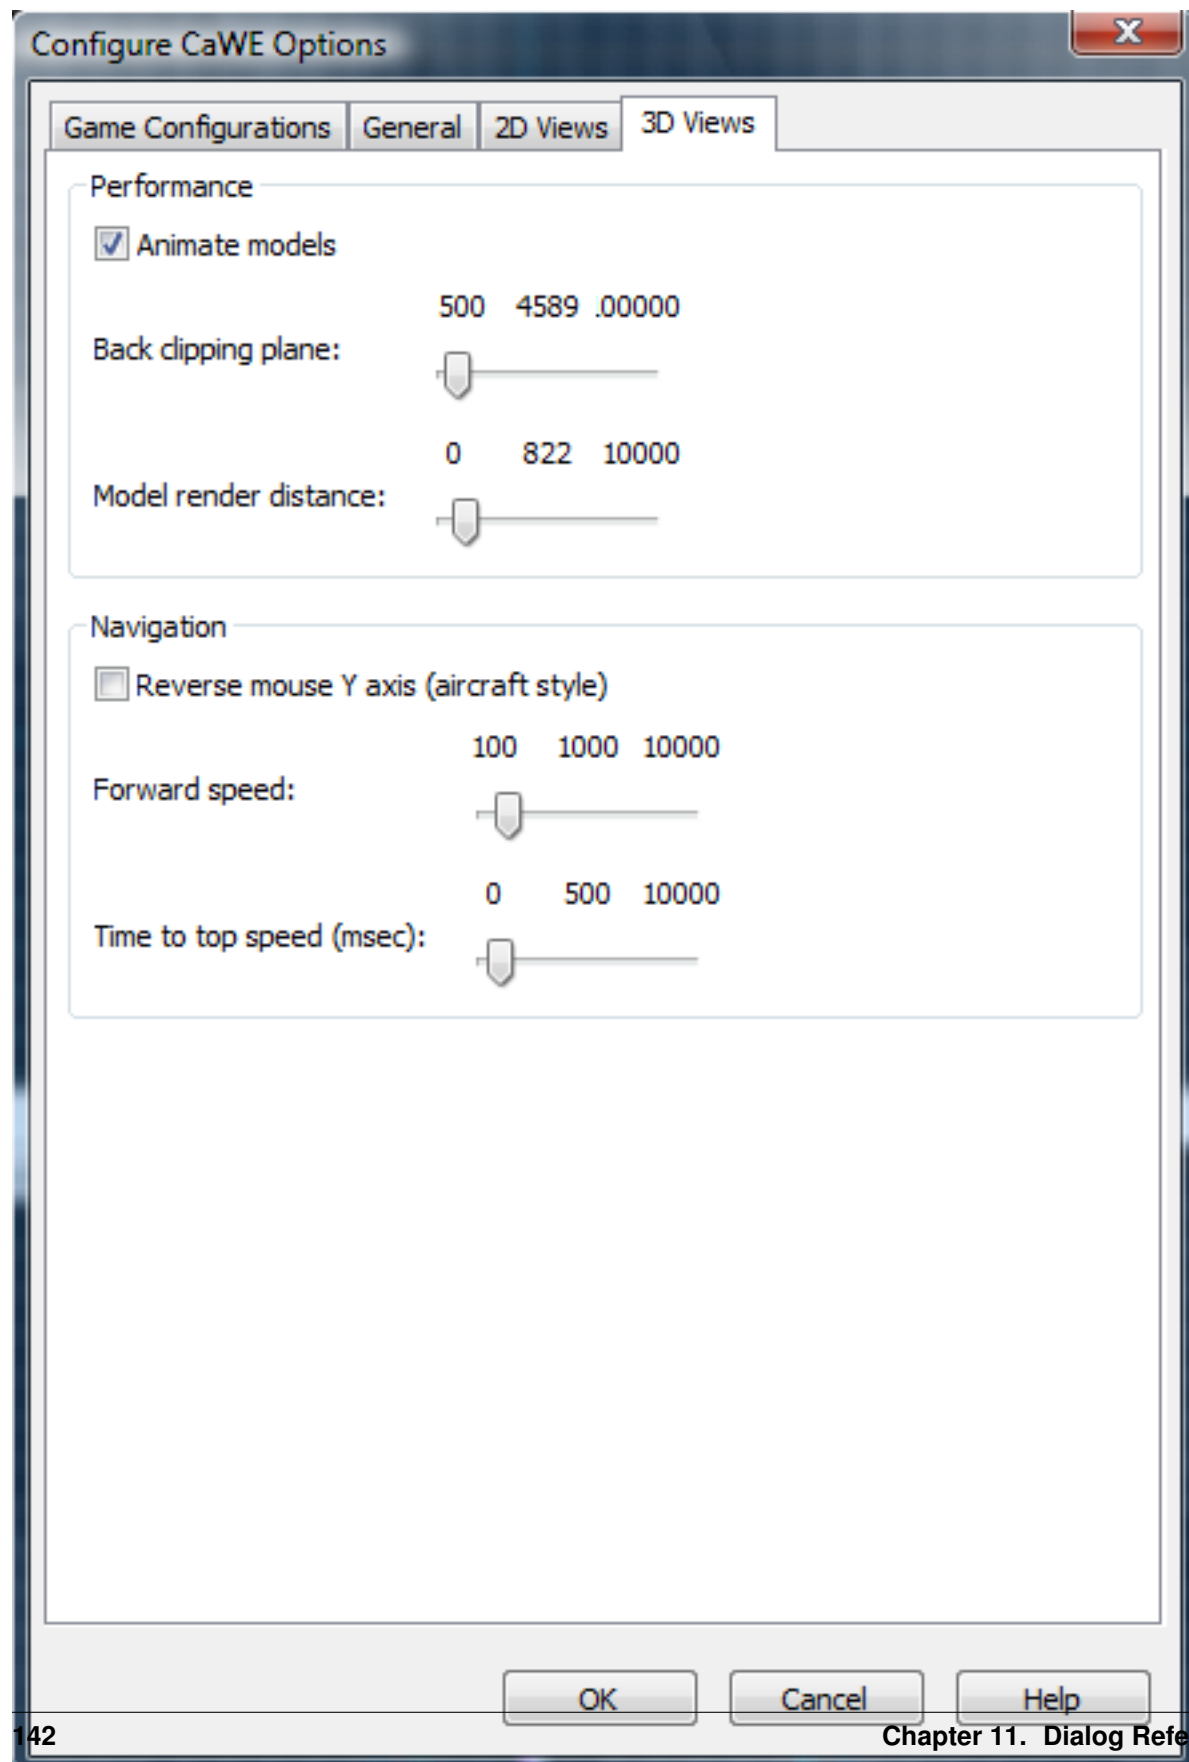 Configure CaWE Options
Game Configurations General 2D Views 3D Views
Performance
Animate models
500 4589 .00000
Back clipping plane:
0 822 10000
Model render distance:
Navigation
Reverse mouse Y axis (aircraft style)
100 1000 10000
Forward speed:
0 500 10000
Time to top speed (msec):
OK Cancel Help
142 Chapter 11. Dialog Refe